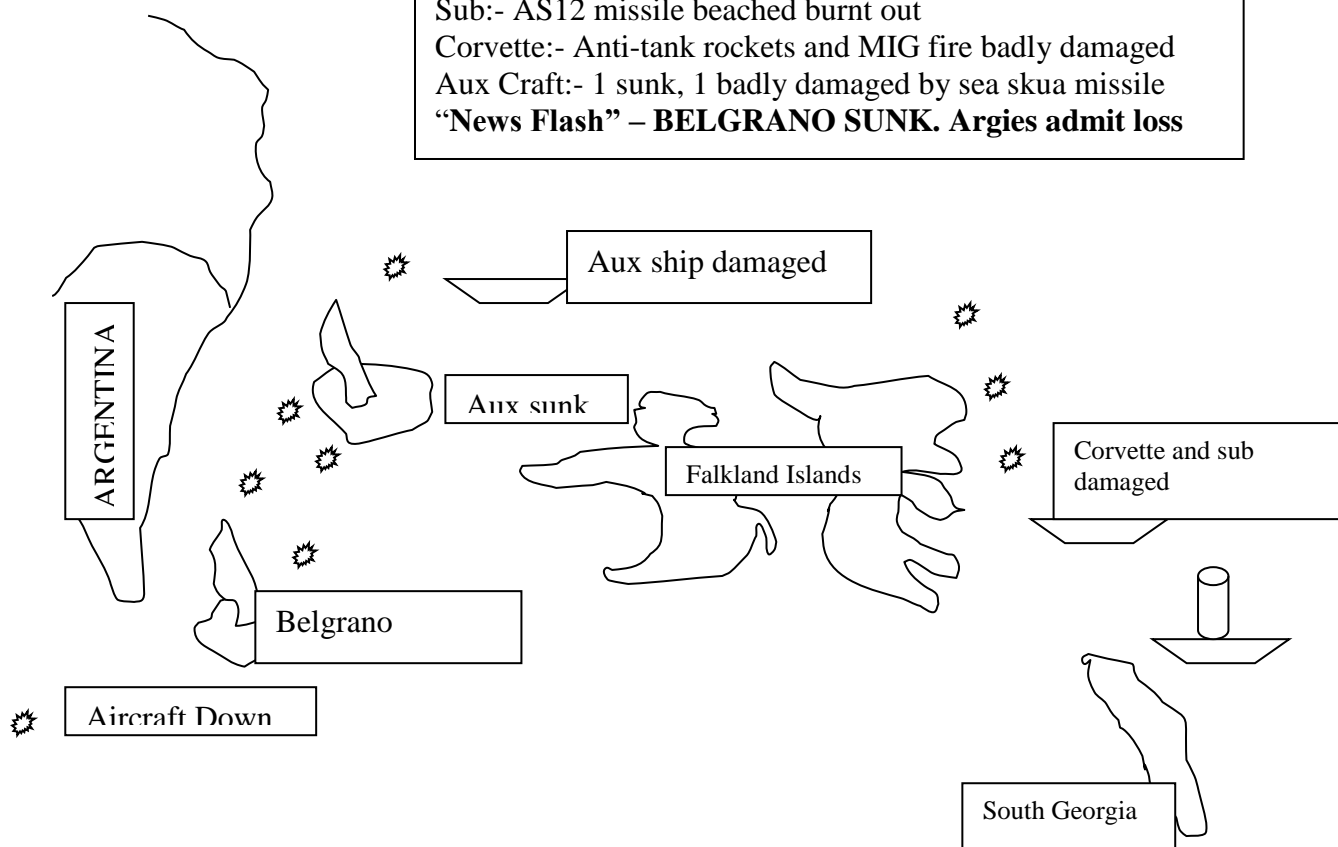 Sub:- AS12 missile beached burnt out
Corvette:- Anti-tank rockets and MIG fire badly damaged
Aux Craft:- 1 sunk, 1 badly damaged by sea skua missile
“News Flash” – BELGRANO SUNK. Argies admit loss
Aux ship damaged
ARGENTINA
Aux sunk
Falkland Islands
Corvette and sub
damaged
Belgrano
Aircraft Down
South Georgia